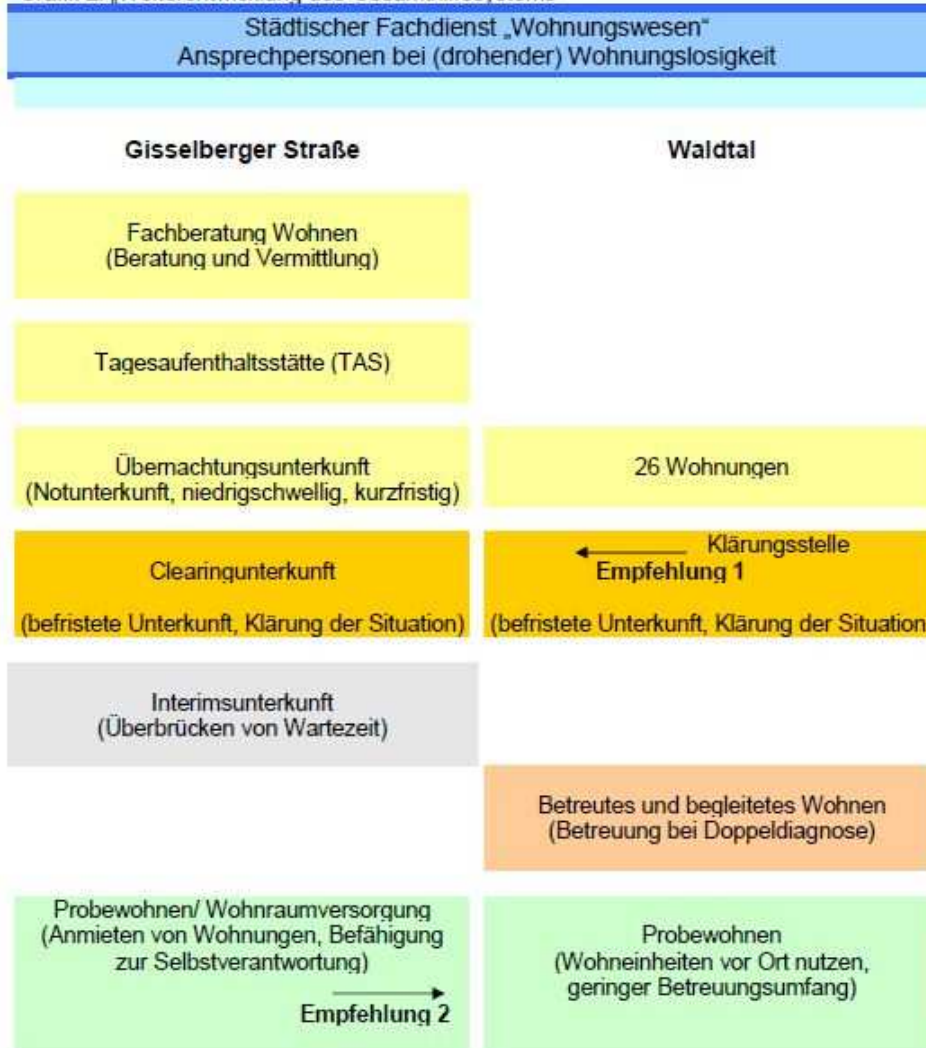 Städtischer Fachdienst „Wohnungswesen“
Ansprechpersonen bei (drohender) Wohnungslosigkeit
Gisselberger Straße
Waldtal
Fachberatung Wohnen
(Beratung und Vermittlung)
Tagesaufenthaltsstätte (TAS)
Übernachtungsunterkunft
(Notunterkunft, niedrigschwellig, kurzfristig)
26 Wohnungen
Clearingunterkunft
(befristete Unterkunft, Klärung der Situation)
Klärungsstelle
Empfehlung 1
(befristete Unterkunft, Klärung der Situation
Interimsunterkunft
(Überbrücken von Wartezeit)
Betreutes und begleitetes Wohnen
(Betreuung bei Doppeldiagnose)
Probewohnen/ Wohnraumversorgung
(Anmieten von Wohnungen, Befähigung
zur Selbstverantwortung)
Empfehlung 2
Probewohnen
(Wohneinheiten vor Ort nutzen,
geringer Betreuungsumfang)